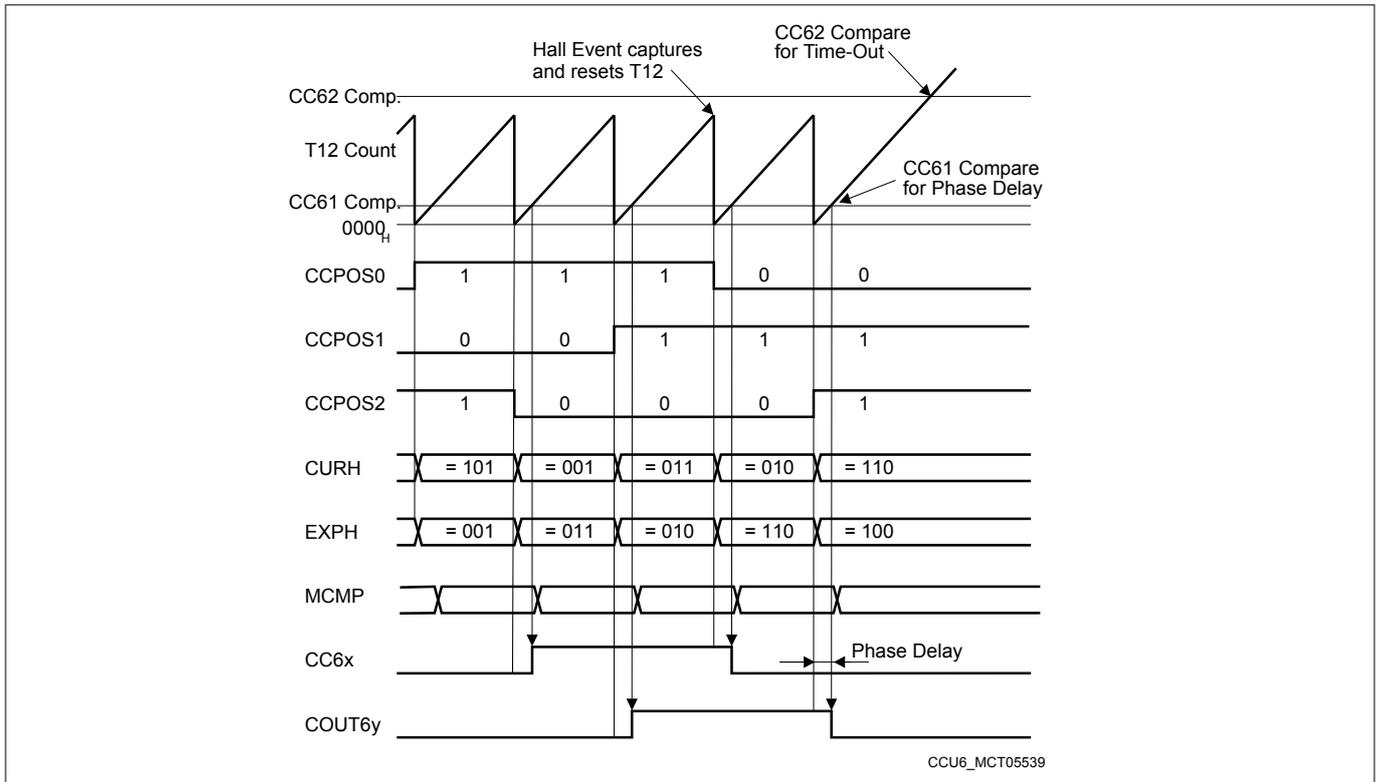 CC62 Compare
for Time-Out
Hall Event captures
and resets T12
CC62 Comp.
T12 Count
CC61 Compare
for Phase Delay
CC61 Comp.
0000H
CCPOS0 1 1 1 0 0
CCPOS1 0 0 1 1 1
CCPOS2 1 0 0 0 1
CURH = 101 = 001 = 011 = 010 = 110
EXPH = 001 = 011 = 010 = 110 = 100
MCMP
CC6x
Phase Delay
COUT6y
CCU6_MCT05539